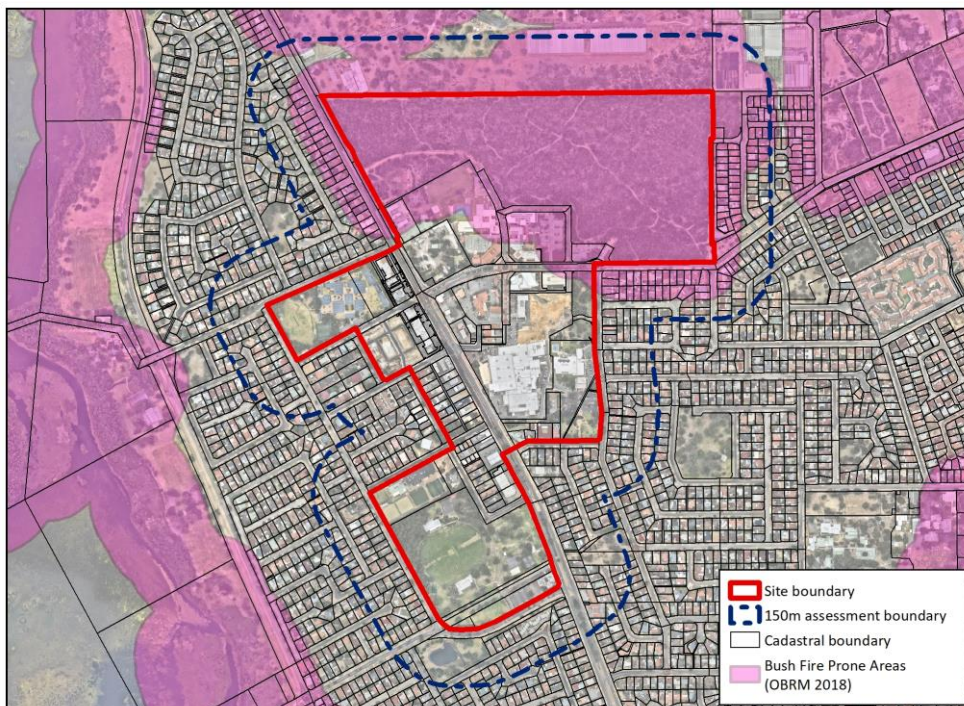 Site boundary
150m assessment boundary
Cadastral boundary
Bush Fire Prone Areas
(OBRM 2018)